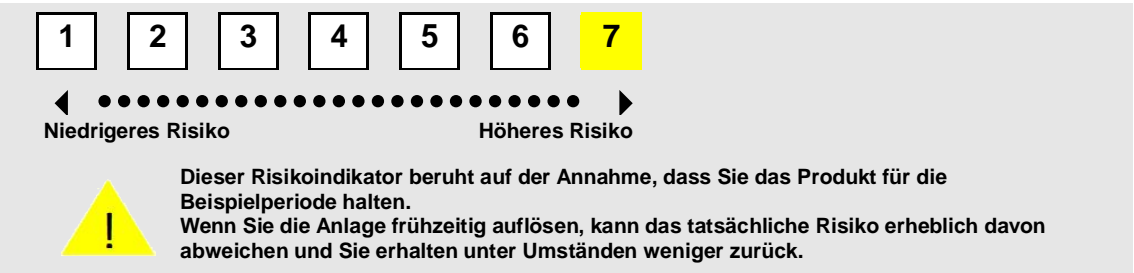 1 2 3 4 5 6 7
Niedrigeres Risiko Höheres Risiko
Dieser Risikoindikator beruht auf der Annahme, dass Sie das Produkt für die
Beispielperiode halten.
Wenn Sie die Anlage frühzeitig auflösen, kann das tatsächliche Risiko erheblich davon
abweichen und Sie erhalten unter Umständen weniger zurück.
!